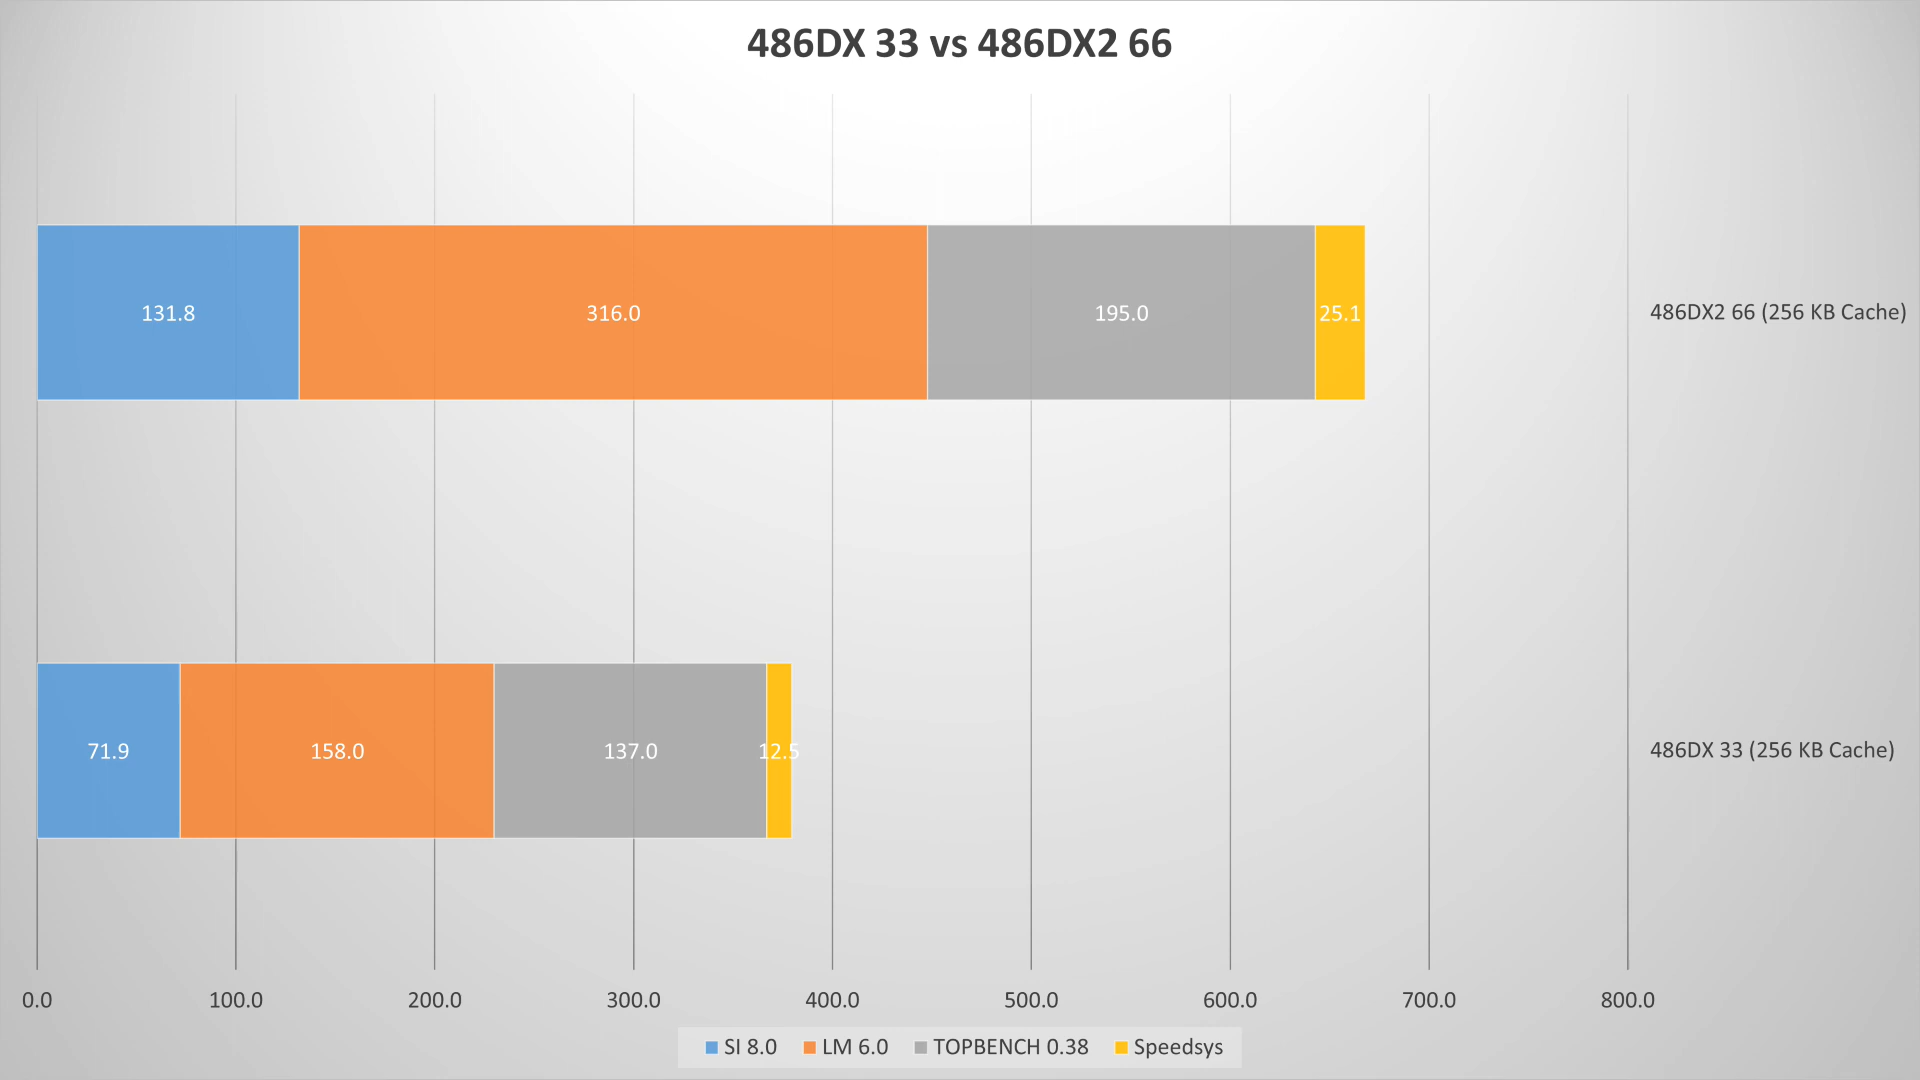 486DX 33 vs 486DX2 66
131.8
316.0
195.0
25.1
486DX2 66 (256 KB Cache)
71.9
158.0
137.0
12.5
486DX 33 (256 KB Cache)
0.0 100.0 200.0 300.0 400.0 500.0 600.0 700.0 800.0
SI 8.0 LM 6.0 TOPBENCH 0.38 Speedsys